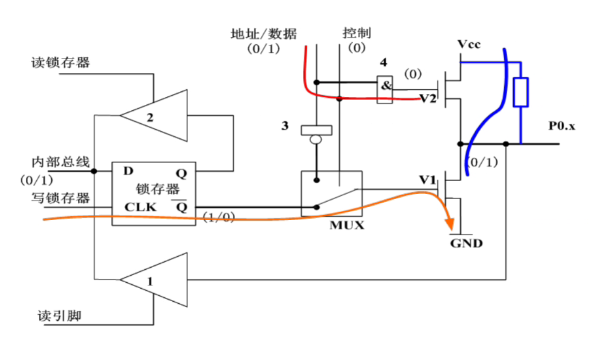 地址/数据 控制
(0/1) (0)
Vcc
读锁存器
4
(0)
&
V2
2
3
P0.x
内部总线
(0/1)
D Q
锁存器
V1
(0/1)
写锁存器
CLK Q
(1/0)
MUX
GND
1
读引脚